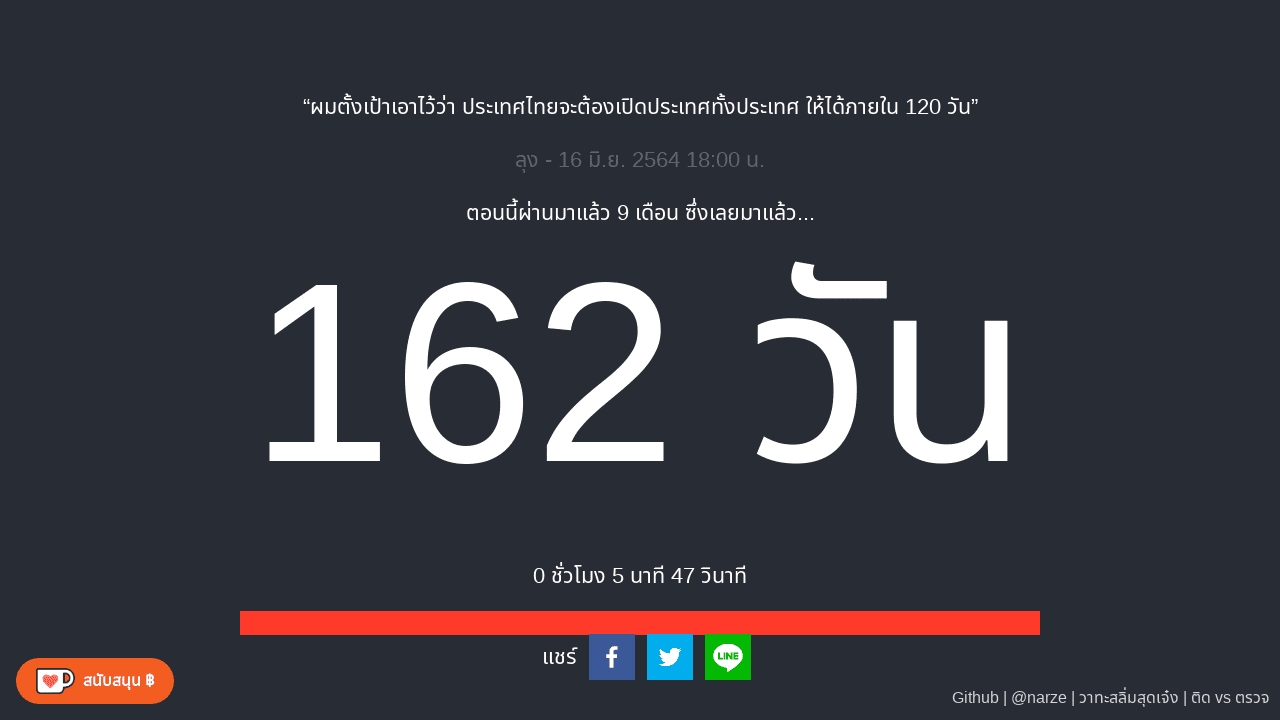 “ผมตั้งเป้าเอาไว้ว่า ประเทศไทยจะต้องเปิดประเทศทั้งประเทศ ให้ได้ภายใน 120 วัน”
ลุง - 16 มิ.ย. 2564 18:00 น.
ตอนนี้ผ่านมาแล้ว 9 เดือน ซึ่งเลยมาแล้ว...
162 วัน
0 ชั่วโมง 5 นาที 47 วินาที
แชร์
LINE
สนับสนุน ฿
Github | @narze | วาทะสลิ่มสุดเจ๋ง | ติด vs ตรวจ